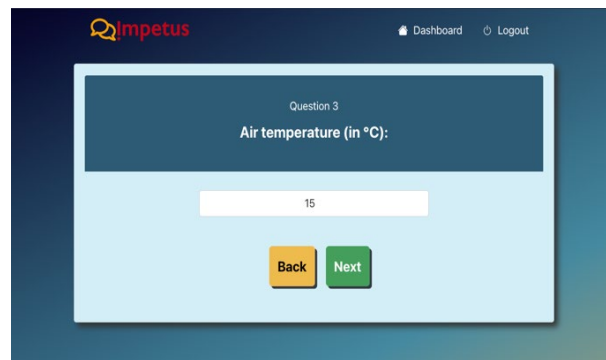 Impetus
Dashboard Logout
Question 3
Air temperature (in °C):
15
Back Next